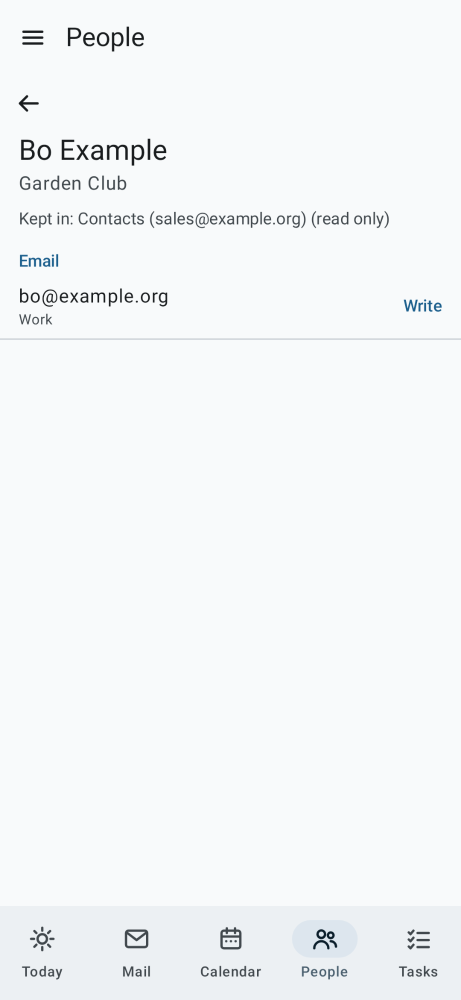 People
Bo Example
Garden Club
Kept in: Contacts (sales@example.org) (read only)
Email
bo@example.org
Work
Write
Today
Mail
Calendar
People
Tasks